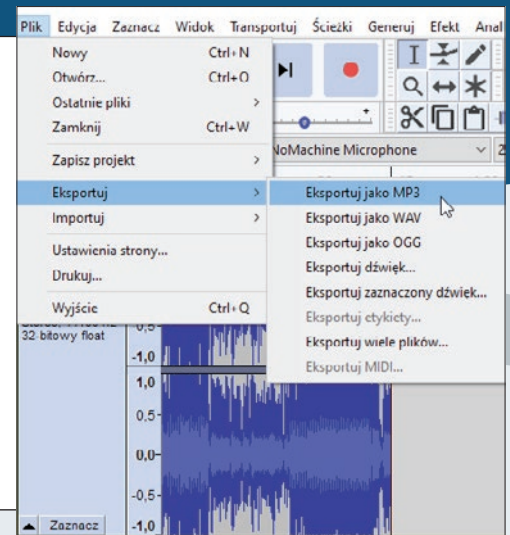 Plik Edycja Zaznacz Widok Transportuj Ścieżki Generuj Efekt Anal
Nowy Ctrl+N
Otwórz... Ctrl+O
Ostatnie pliki >
Zamknij Ctrl+W
Zapisz projekt >
Eksportuj >
Importuj >
Ustawienia strony...
Drukuj...
Wyjście Ctrl+Q
NoMachine Microphone
Eksportuj jako MP3
Eksportuj jako WAV
Eksportuj jako OGG
Eksportuj dźwięk...
Eksportuj zaznaczony dźwięk...
Eksportuj etykiety...
Eksportuj wiele plików...
Eksportuj MIDI...
32-bitowy float
-0,5-
-1,0
1,0
0,5-
0,0-
-0,5-
-1,0
Zaznacz